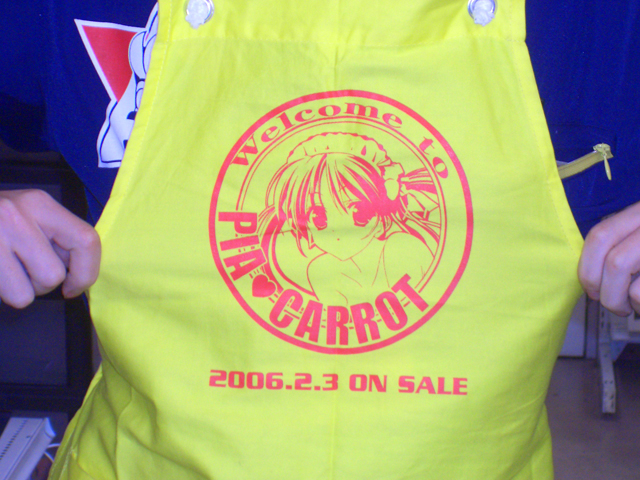 Welcome to
PIA♥CARROT
2006.2.3 ON SALE